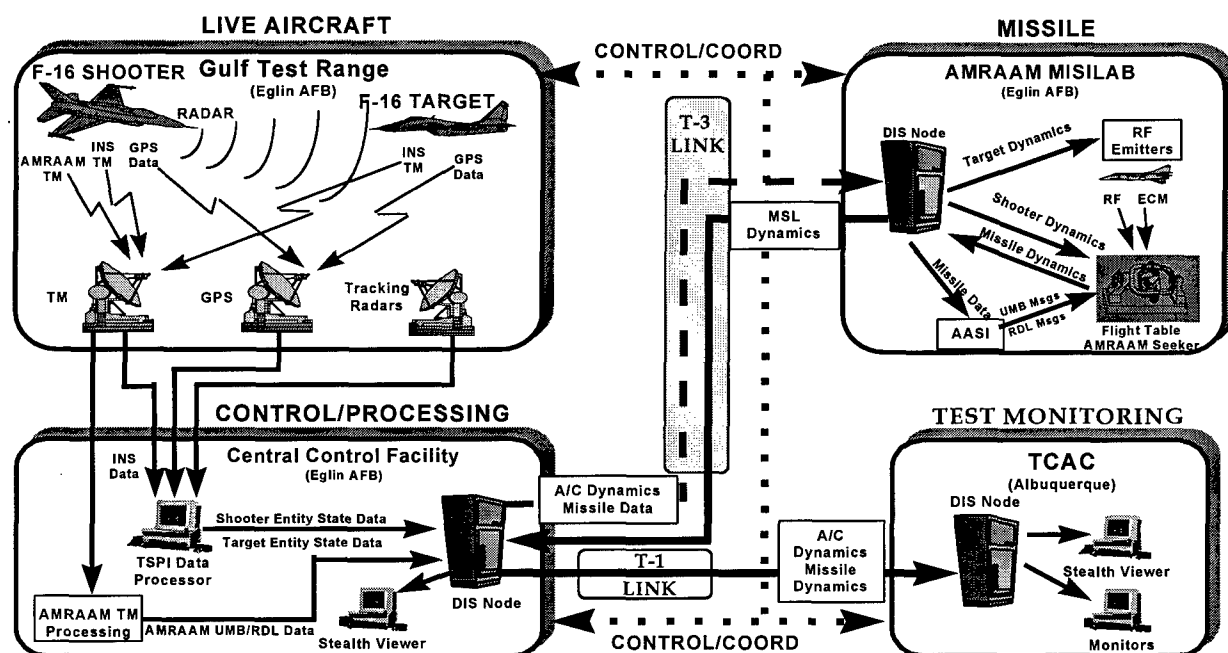 LIVE AIRCRAFT
Gulf Test Range
(Eglin AFB)
F-16 SHOOTER
F-16 TARGET
RADAR
AMRAAM
TM
INS
TM
GPS
Data
INS
TM
GPS
Data
TM
GPS
Tracking
Radars
CONTROL/COORD
T-3
LINK
MSL
Dynamics
MISSILE
AMRAAM MISILAB
(Eglin AFB)
DIS Node
Target Dynamics
RF
Emitters
RF
ECM
Shooter Dynamics
Missile Dynamics
Missile Data
AASI
UMB Msgs
RDL Msgs
Flight Table
AMRAAM Seeker
CONTROL/PROCESSING
Central Control Facility
(Eglin AFB)
INS
Data
TSPI Data
Processor
Shooter Entity State Data
Target Entity State Data
AMRAAM TM
Processing
AMRAAM UMB/RDL Data
Stealth Viewer
DIS Node
A/C Dynamics
Missile Data
T-1
LINK
A/C
Dynamics
Missile
Dynamics
CONTROL/COORD
TEST MONITORING
TCAC
(Albuquerque)
DIS Node
Stealth Viewer
Monitors